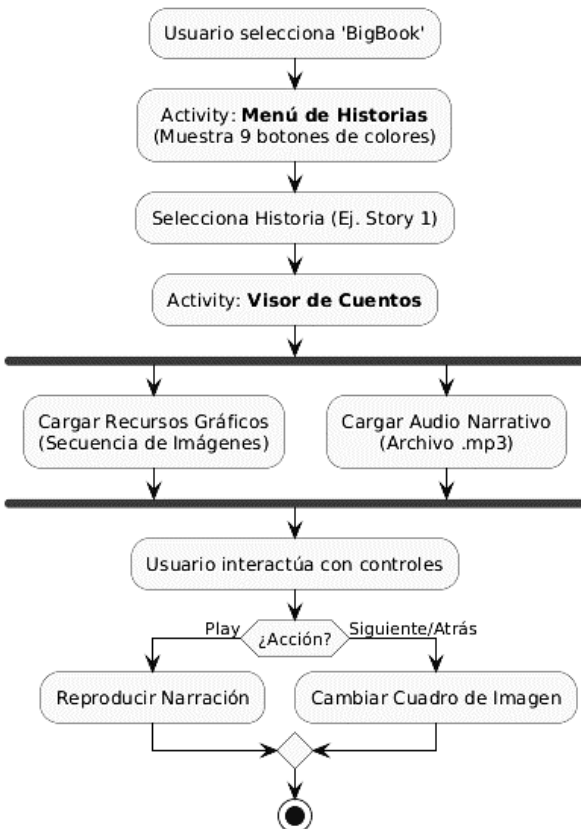 Usuario selecciona 'BigBook'
Activity: Menú de Historias
(Muestra 9 botones de colores)
Selecciona Historia (Ej. Story 1)
Activity: Visor de Cuentos
Cargar Recursos Gráficos
(Secuencia de Imágenes)
Cargar Audio Narrativo
(Archivo .mp3)
Usuario interactúa con controles
¿Acción?
Play
Siguiente/Atrás
Reproducir Narración
Cambiar Cuadro de Imagen